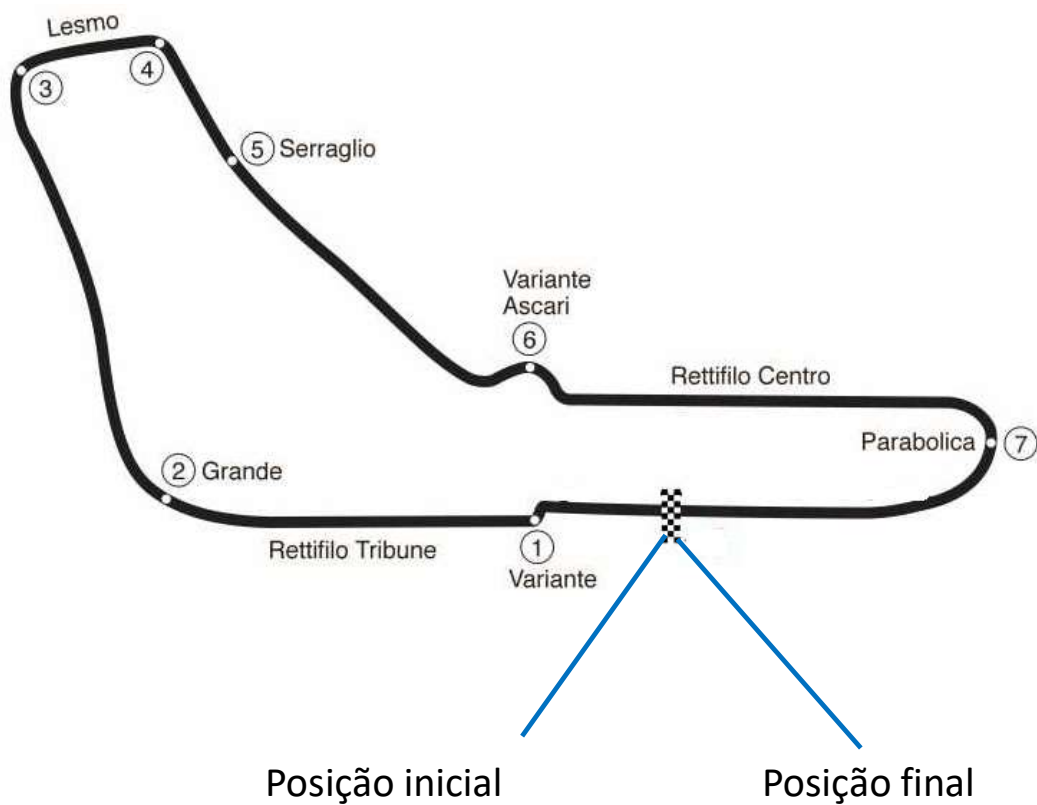 Lesmo
3
4
5 Serraglio
Variante
Ascari
6
Rettifilo Centro
Parabolica 7
2 Grande
Rettifilo Tribune
1
Variante
Posição inicial
Posição final